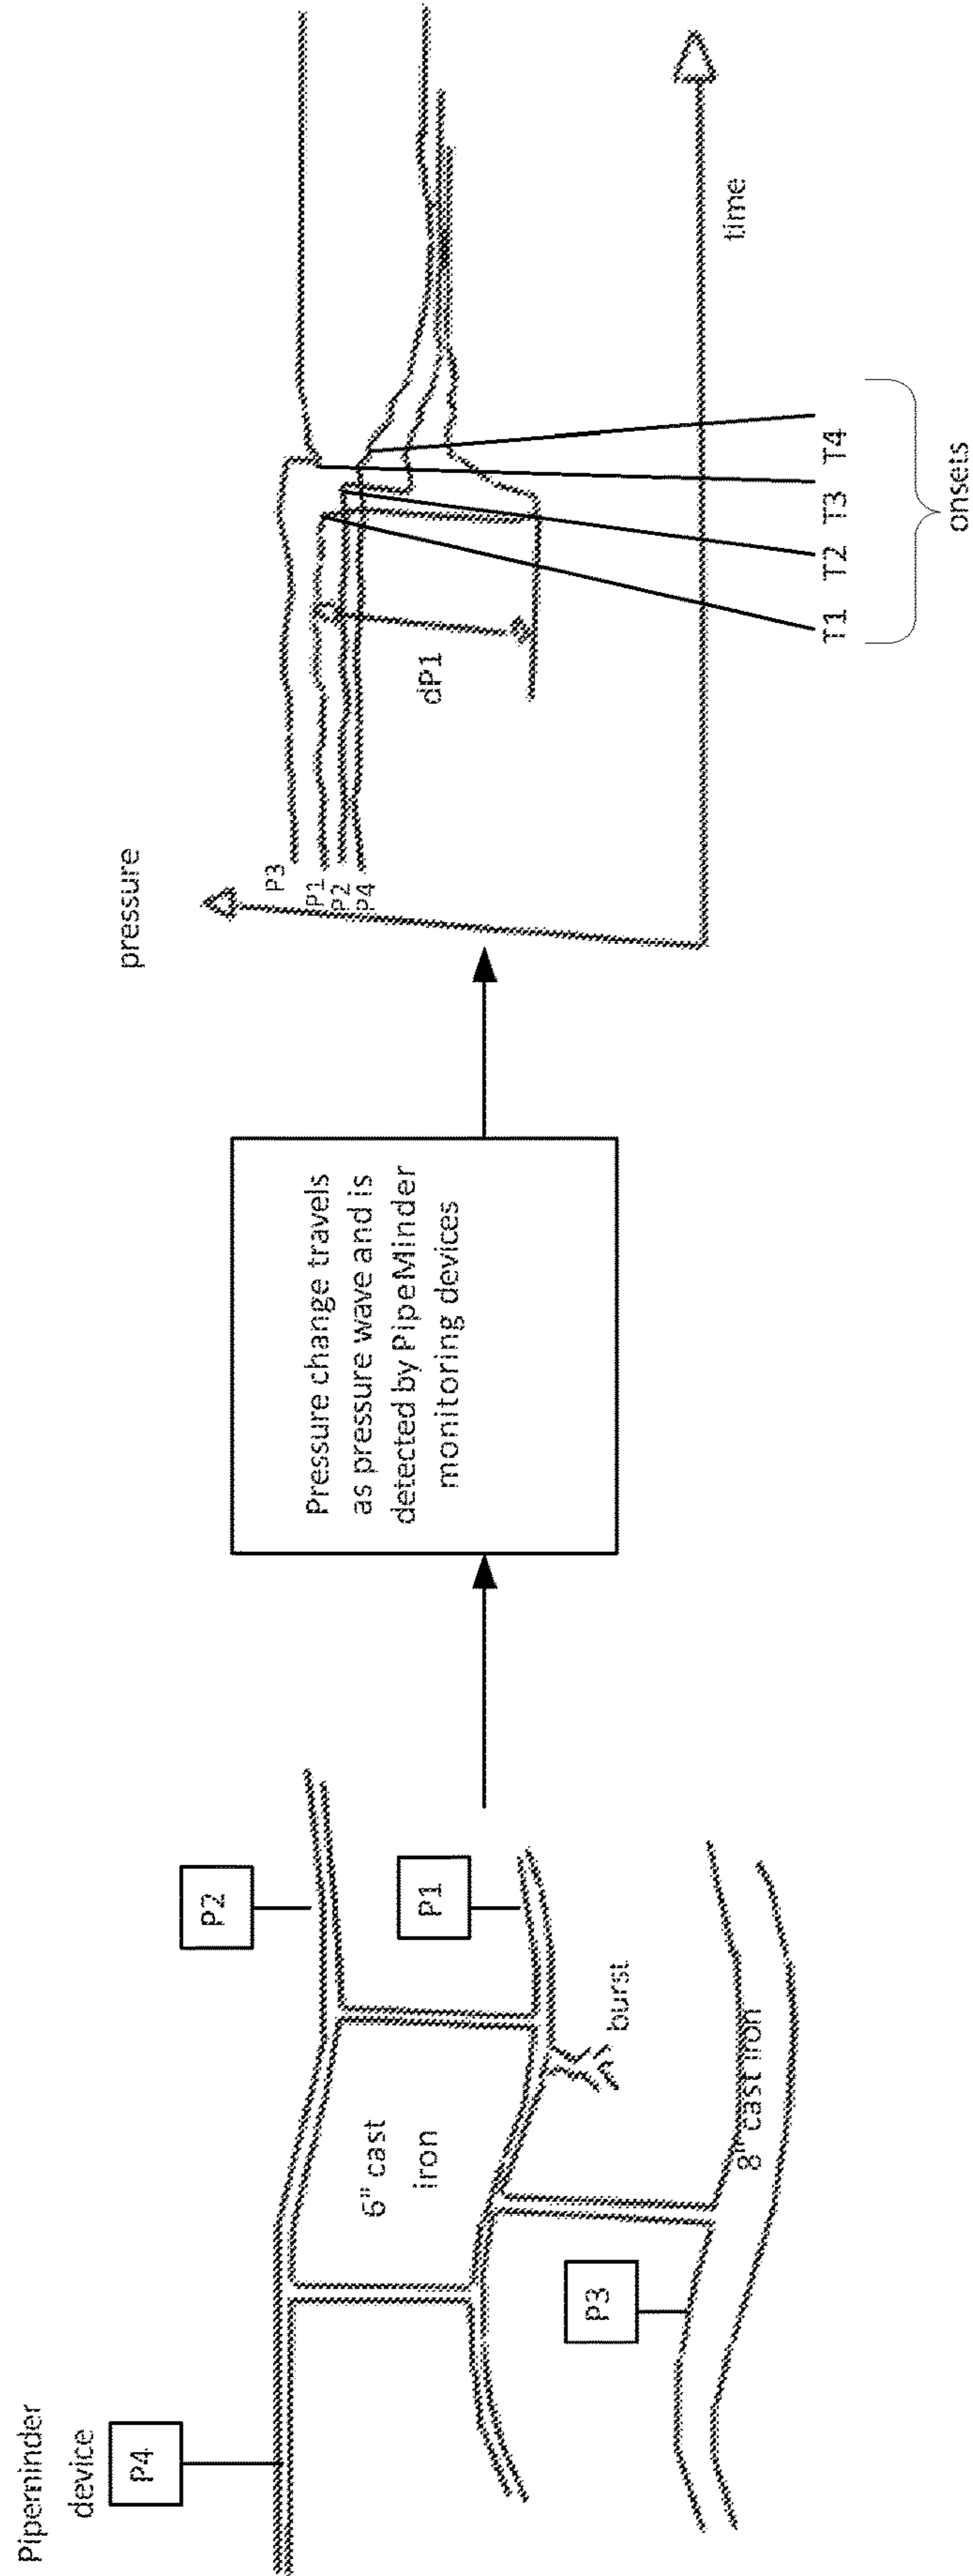 Pipeminder
device
P4
P2
P1
P3
6" cast
iron
burst
8" cast iron
Pressure change travels
as pressure wave and is
detected by PipeMinder
monitoring devices
pressure
P3
P1
P2
P4
dP1
T1
T2
T3
T4
onsets
time